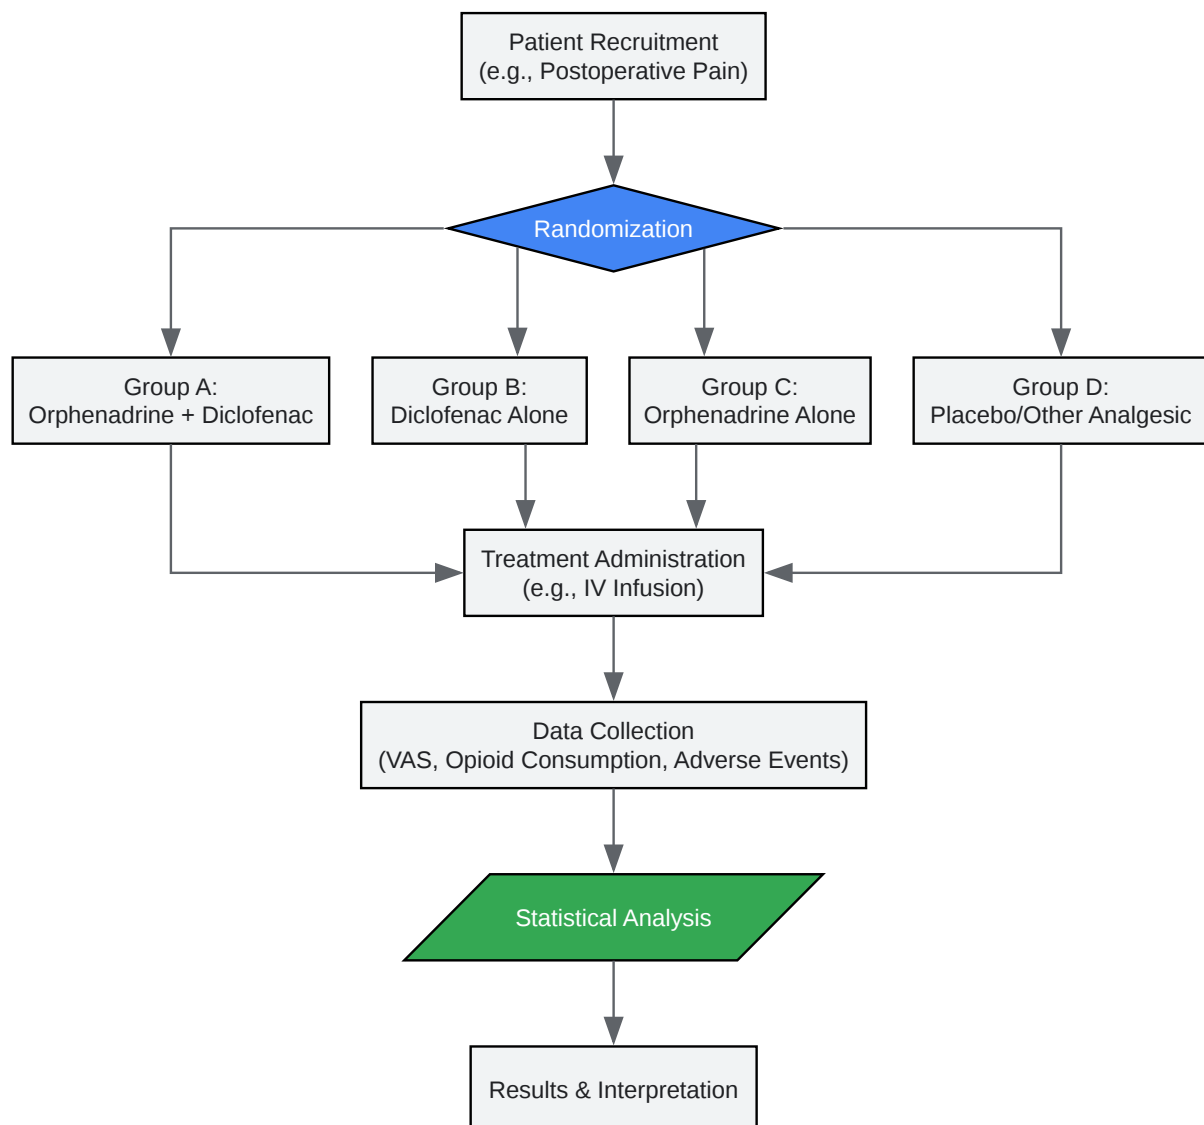 Patient Recruitment
(e.g., Postoperative Pain)
Randomization
Group A:
Orphenadrine + Diclofenac
Group B:
Diclofenac Alone
Group C:
Orphenadrine Alone
Group D:
Placebo/Other Analgesic
Treatment Administration
(e.g., IV Infusion)
Data Collection
(VAS, Opioid Consumption, Adverse Events)
Statistical Analysis
Results & Interpretation